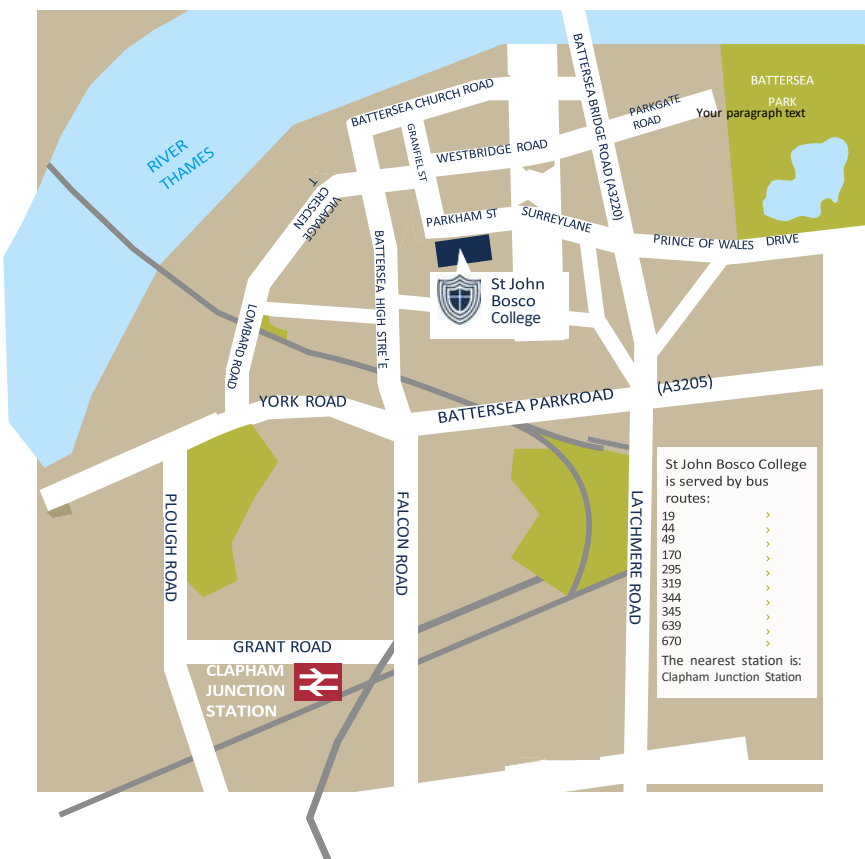 BATTERSEA
PARK
Your paragraph text
BATTERSEA BRIDGE ROAD (A3220)
PARKGATE
ROAD
BATTERSEA CHURCH ROAD
GRANFIEL ST
WESTBRIDGE ROAD
RIVER
THAMES
VICARAGE
CRESCEN
T
PARKHAM ST
SURREYLANE
PRINCE OF WALES DRIVE
BATTERSEA HIGH STRE'E
St John
Bosco
College
LOMBARD ROAD
YORK ROAD
BATTERSEA PARKROAD
(A3205)
PLOUGH ROAD
FALCON ROAD
LATCHMERE ROAD
St John Bosco College
is served by bus
routes:
19 ›
44 ›
49 ›
170 ›
295 ›
319 ›
344 ›
345 ›
639 ›
670 ›
The nearest station is:
Clapham Junction Station
GRANT ROAD
CLAPHAM
JUNCTION
STATION